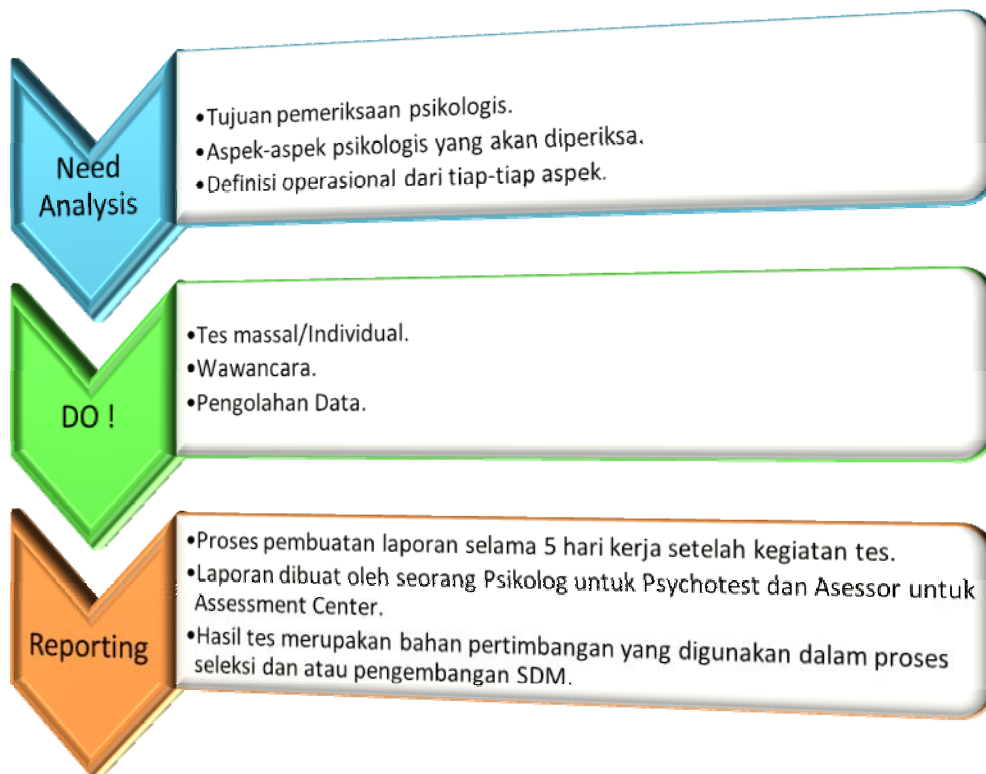 Need
Analysis
•Tujuan pemeriksaan psikologis.
•Aspek-aspek psikologis yang akan diperiksa.
•Definisi operasional dari tiap-tiap aspek.
DO !
•Tes massal/Individual.
•Wawancara.
•Pengolahan Data.
Reporting
•Proses pembuatan laporan selama 5 hari kerja setelah kegiatan tes.
•Laporan dibuat oleh seorang Psikolog untuk Psychotest dan Asessor untuk
Assessment Center.
•Hasil tes merupakan bahan pertimbangan yang digunakan dalam proses
seleksi dan atau pengembangan SDM.